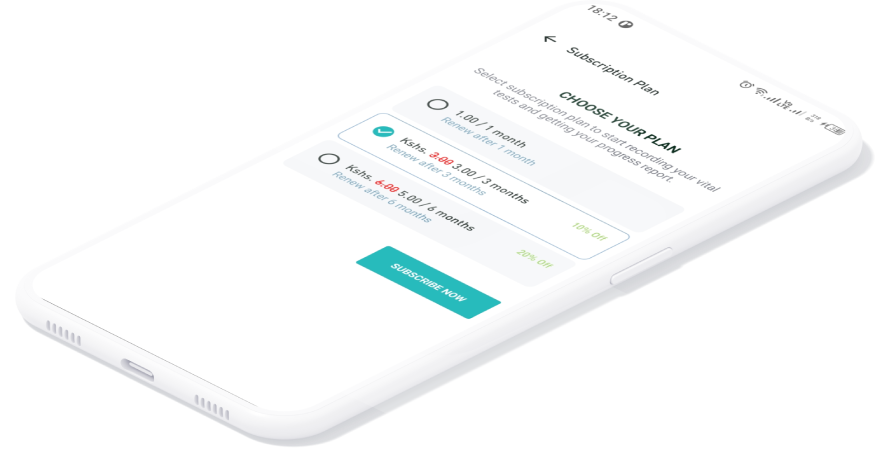 18:12
Subscription Plan
CHOOSE YOUR PLAN
Select subscription plan to start recording your vital
tests and getting your progress report.
1.00 / 1 month
Renew after 1 month
Kshs. 3.00 3.00 / 3 months
Renew after 3 months
10% Off
Kshs. 6.00 5.00 / 6 months
Renew after 6 months
20% Off
SUBSCRIBE NOW